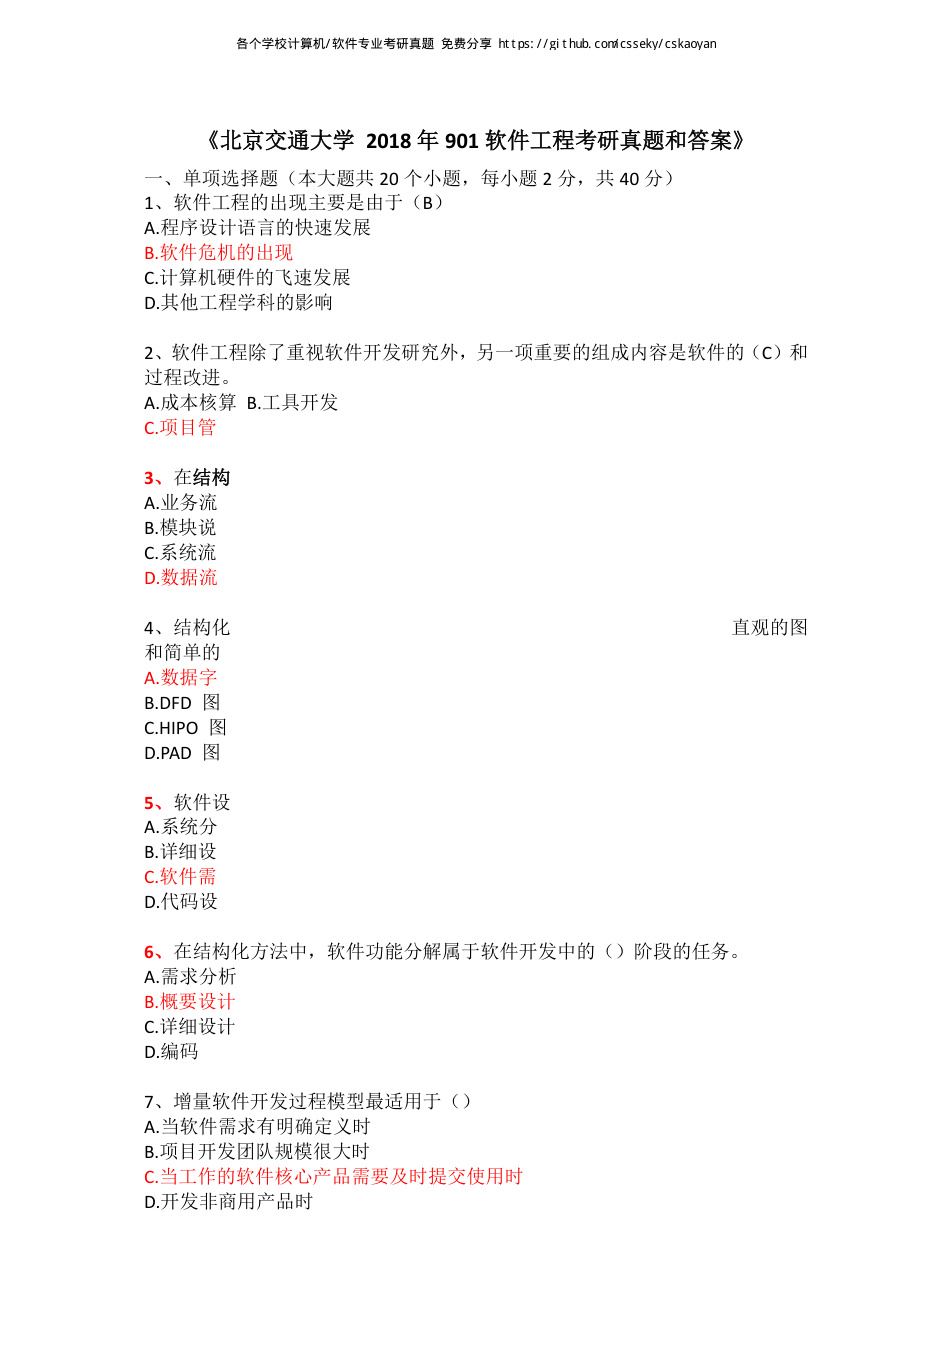 各个学校计算机/软件专业考研真题 免费分享 https://github.com/csseky/cskaoyan
《北京交通大学 2018 年 901 软件工程考研真题和答案》
一、单项选择题（本大题共 20 个小题，每小题 2 分，共 40 分）
1、软件工程的出现主要是由于（B）
A.程序设计语言的快速发展
B.软件危机的出现
C.计算机硬件的飞速发展
D.其他工程学科的影响
2、软件工程除了重视软件开发研究外，另一项重要的组成内容是软件的（C）和
过程改进。
A.成本核算 B.工具开发
C.项目管
3、在结构
A.业务流
B.模块说
C.系统流
D.数据流
4、结构化 直观的图
和简单的
A.数据字
B.DFD 图
C.HIPO 图
D.PAD 图
5、软件设
A.系统分
B.详细设
C.软件需
D.代码设
6、在结构化方法中，软件功能分解属于软件开发中的（）阶段的任务。
A.需求分析
B.概要设计
C.详细设计
D.编码
7、增量软件开发过程模型最适用于（）
A.当软件需求有明确定义时
B.项目开发团队规模很大时
C.当工作的软件核心产品需要及时提交使用时
D.开发非商用产品时